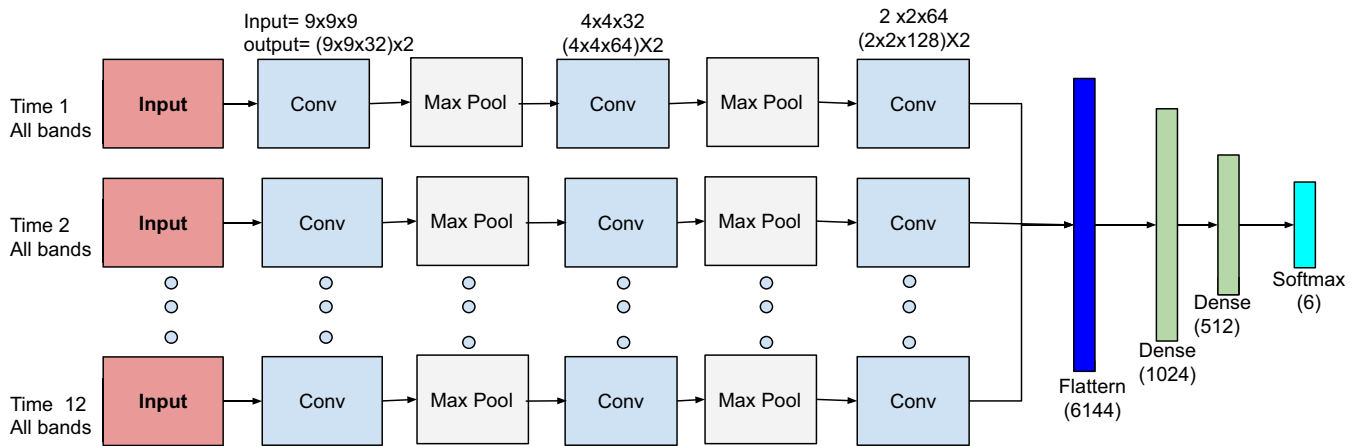 Input= 9x9x9
output= (9x9x32)x2
4x4x32
(4x4x64)X2
2 x2x64
(2x2x128)X2
Time 1
All bands
Input
Conv
Max Pool
Conv
Max Pool
Conv
Time 2
All bands
Input
Conv
Max Pool
Conv
Max Pool
Conv
Time 12
All bands
Input
Conv
Max Pool
Conv
Max Pool
Conv
Flattern
(6144)
Dense
(1024)
Dense
(512)
Softmax
(6)